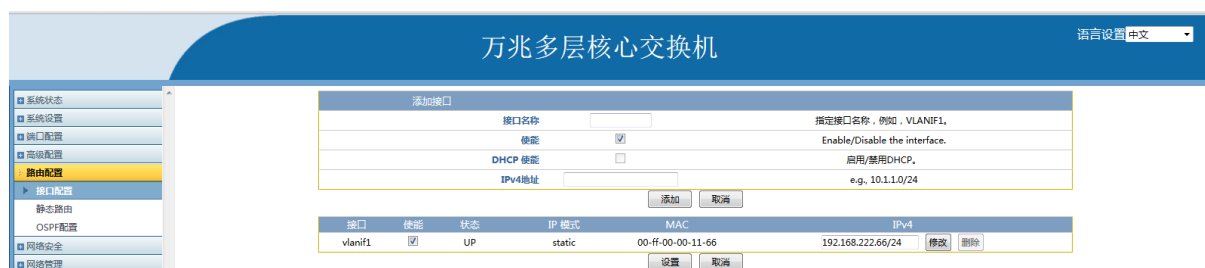 万兆多层核心交换机
语言设置 中文
系统状态
系统设置
端口配置
高级配置
路由配置
接口配置
静态路由
OSPF配置
网络安全
网络管理
添加接口
接口名称 指定接口名称，例如，VLANIF1。
使能 Enable/Disable the interface.
DHCP 使能 启用/禁用DHCP。
IPv4地址 e.g., 10.1.1.0/24
添加 取消
接口 使能 状态 IP 模式 MAC IPv4
vlanif1 UP static 00-ff-00-00-11-66 192.168.222.66/24 修改 删除
设置 取消